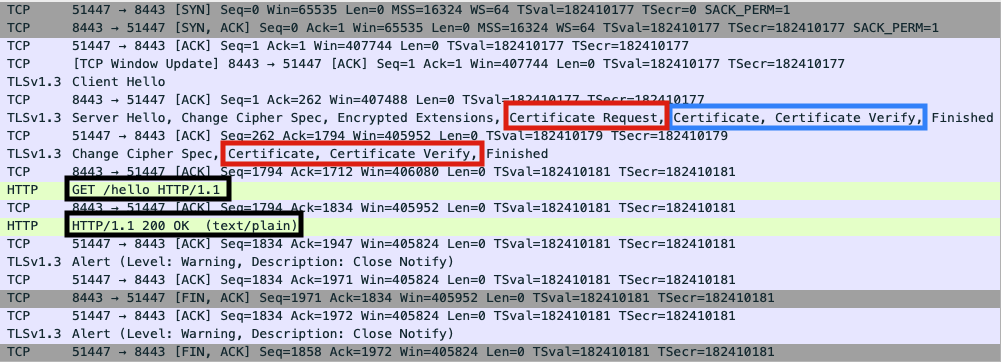 TCP 51447 → 8443 [SYN] Seq=0 Win=65535 Len=0 MSS=16324 WS=64 TSval=182410177 TSecr=0 SACK_PERM=1
TCP 8443 → 51447 [SYN, ACK] Seq=0 Ack=1 Win=65535 Len=0 MSS=16324 WS=64 TSval=182410177 TSecr=182410177 SACK_PERM=1
TCP 51447 → 8443 [ACK] Seq=1 Ack=1 Win=407744 Len=0 TSval=182410177 TSecr=182410177
TCP [TCP Window Update] 8443 → 51447 [ACK] Seq=1 Ack=1 Win=407744 Len=0 TSval=182410177 TSecr=182410177
TLSv1.3 Client Hello
TCP 8443 → 51447 [ACK] Seq=1 Ack=262 Win=407488 Len=0 TSval=182410177 TSecr=182410177
TLSv1.3 Server Hello, Change Cipher Spec, Encrypted Extensions, Certificate Request, Certificate, Certificate Verify, Finished
TCP 51447 → 8443 [ACK] Seq=262 Ack=1794 Win=405952 Len=0 TSval=182410179 TSecr=182410179
TLSv1.3 Change Cipher Spec, Certificate, Certificate Verify, Finished
TCP 8443 → 51447 [ACK] Seq=1794 Ack=1712 Win=406080 Len=0 TSval=182410181 TSecr=182410181
HTTP GET /hello HTTP/1.1
TCP 8443 → 51447 [ACK] Seq=1794 Ack=1834 Win=405952 Len=0 TSval=182410181 TSecr=182410181
HTTP HTTP/1.1 200 OK (text/plain)
TCP 51447 → 8443 [ACK] Seq=1834 Ack=1947 Win=405824 Len=0 TSval=182410181 TSecr=182410181
TLSv1.3 Alert (Level: Warning, Description: Close Notify)
TCP 51447 → 8443 [ACK] Seq=1834 Ack=1971 Win=405824 Len=0 TSval=182410181 TSecr=182410181
TCP 8443 → 51447 [FIN, ACK] Seq=1971 Ack=1834 Win=405952 Len=0 TSval=182410181 TSecr=182410181
TCP 51447 → 8443 [ACK] Seq=1834 Ack=1972 Win=405824 Len=0 TSval=182410181 TSecr=182410181
TLSv1.3 Alert (Level: Warning, Description: Close Notify)
TCP 51447 → 8443 [FIN, ACK] Seq=1858 Ack=1972 Win=405824 Len=0 TSval=182410181 TSecr=182410181